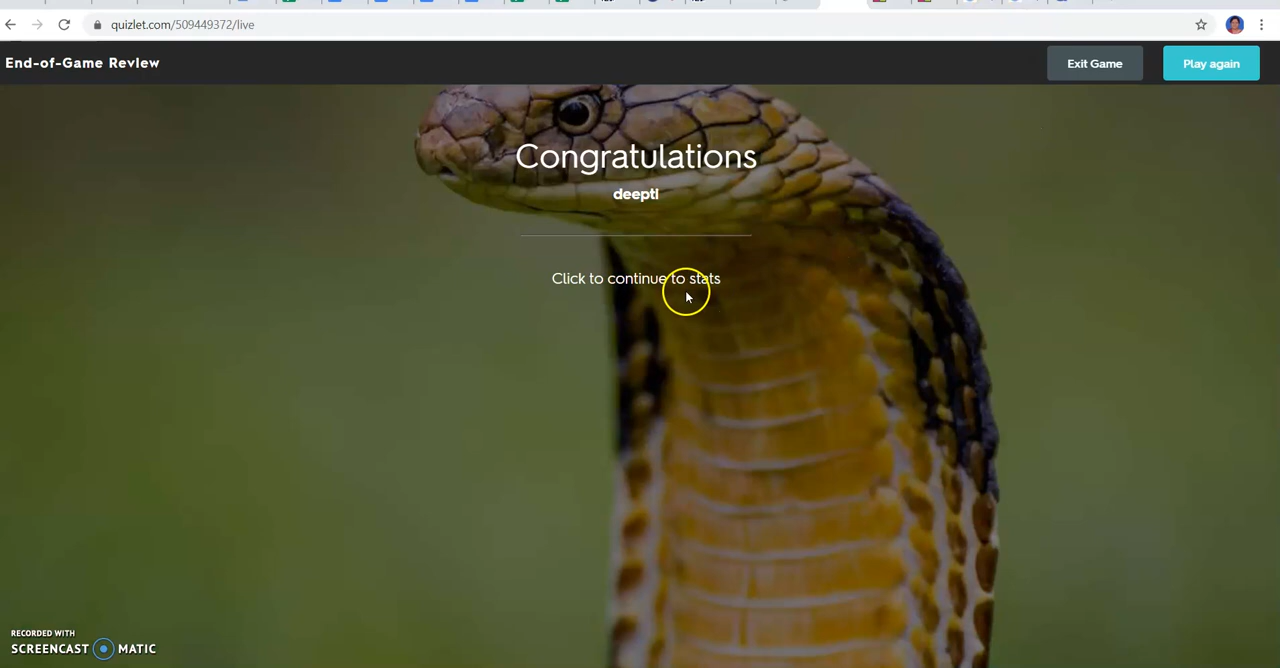 quizlet.com/509449372/live
End-of-Game Review
Exit Game
Play again
Congratulations
deepti
Click to continue to stats
RECORDED WITH
SCREENCAST MATIC